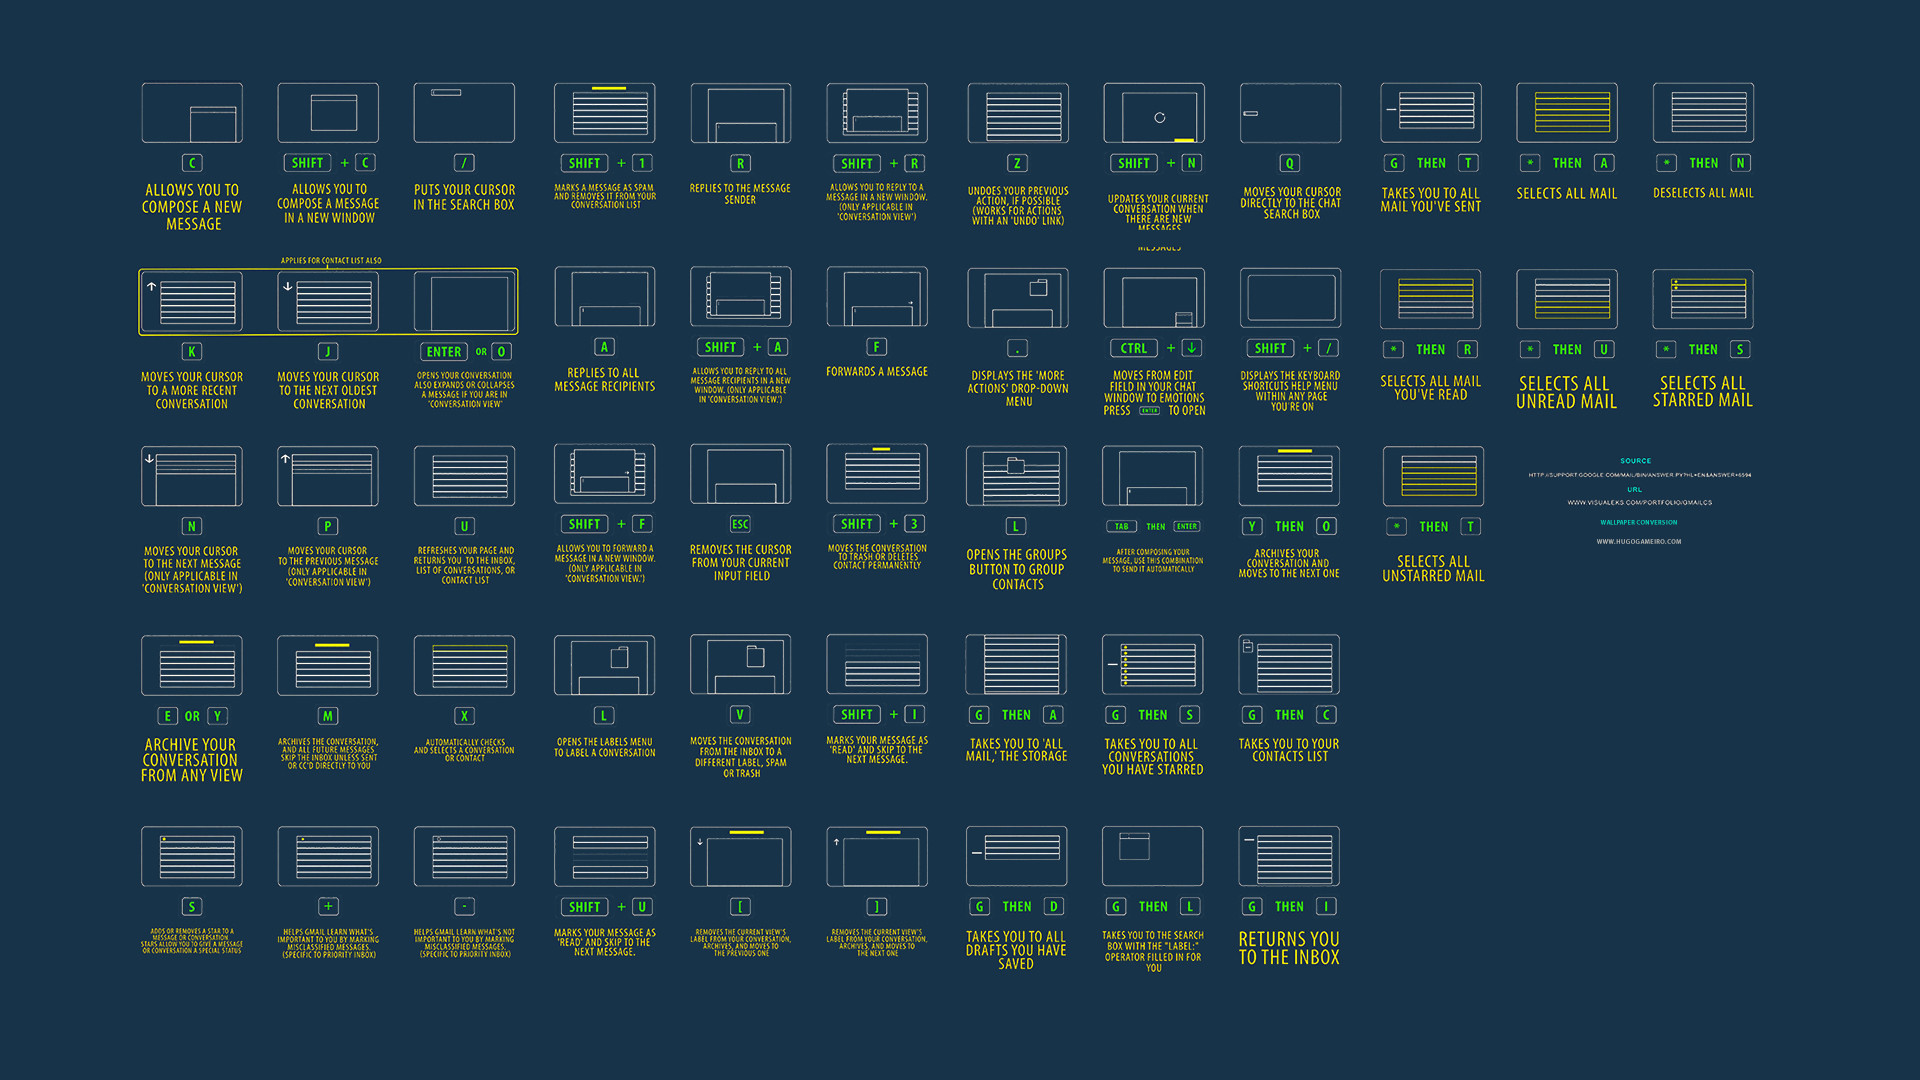 C
ALLOWS YOU TO
COMPOSE A NEW
MESSAGE
SHIFT + C
ALLOWS YOU TO
COMPOSE A MESSAGE
IN A NEW WINDOW
/
PUTS YOUR CURSOR
IN THE SEARCH BOX
SHIFT + 1
MARKS A MESSAGE AS SPAM
AND REMOVES IT FROM YOUR
CONVERSATION LIST
R
REPLIES TO THE MESSAGE
SENDER
SHIFT + R
ALLOWS YOU TO REPLY TO A
MESSAGE IN A NEW WINDOW.
(ONLY APPLICABLE IN
'CONVERSATION VIEW')
Z
UNDOES YOUR PREVIOUS
ACTION, IF POSSIBLE
(WORKS FOR ACTIONS
WITH AN 'UNDO' LINK)
SHIFT + N
UPDATES YOUR CURRENT
CONVERSATION WHEN
THERE ARE NEW
MESSAGES
MESSAGES
Q
MOVES YOUR CURSOR
DIRECTLY TO THE CHAT
SEARCH BOX
G THEN T
TAKES YOU TO ALL
MAIL YOU'VE SENT
* THEN A
SELECTS ALL MAIL
* THEN N
DESELECTS ALL MAIL
APPLIES FOR CONTACT LIST ALSO
K
MOVES YOUR CURSOR
TO A MORE RECENT
CONVERSATION
J
MOVES YOUR CURSOR
TO THE NEXT OLDEST
CONVERSATION
ENTER OR O
OPENS YOUR CONVERSATION
ALSO EXPANDS OR COLLAPSES
A MESSAGE IF YOU ARE IN
'CONVERSATION VIEW'
A
REPLIES TO ALL
MESSAGE RECIPIENTS
SHIFT + A
ALLOWS YOU TO REPLY TO ALL
MESSAGE RECIPIENTS IN A NEW
WINDOW. (ONLY APPLICABLE
IN 'CONVERSATION VIEW.')
F
FORWARDS A MESSAGE
.
DISPLAYS THE 'MORE
ACTIONS' DROP-DOWN
MENU
CTRL + ↓
MOVES FROM EDIT
FIELD IN YOUR CHAT
WINDOW TO EMOTIONS
PRESS ENTER TO OPEN
SHIFT + /
DISPLAYS THE KEYBOARD
SHORTCUTS HELP MENU
WITHIN ANY PAGE
YOU'RE ON
* THEN R
SELECTS ALL MAIL
YOU'VE READ
* THEN U
SELECTS ALL
UNREAD MAIL
* THEN S
SELECTS ALL
STARRED MAIL
N
MOVES YOUR CURSOR
TO THE NEXT MESSAGE
(ONLY APPLICABLE IN
'CONVERSATION VIEW')
P
MOVES YOUR CURSOR
TO THE PREVIOUS MESSAGE
(ONLY APPLICABLE IN
'CONVERSATION VIEW')
U
REFRESHES YOUR PAGE AND
RETURNS YOU TO THE INBOX,
LIST OF CONVERSATIONS, OR
CONTACT LIST
SHIFT + F
ALLOWS YOU TO FORWARD A
MESSAGE IN A NEW WINDOW.
(ONLY APPLICABLE IN
'CONVERSATION VIEW.')
ESC
REMOVES THE CURSOR
FROM YOUR CURRENT
INPUT FIELD
SHIFT + 3
MOVES THE CONVERSATION
TO TRASH OR DELETES
CONTACT PERMANENTLY
L
OPENS THE GROUPS
BUTTON TO GROUP
CONTACTS
TAB THEN ENTER
AFTER COMPOSING YOUR
MESSAGE, USE THIS COMBINATION
TO SEND IT AUTOMATICALLY
Y THEN O
ARCHIVES YOUR
CONVERSATION AND
MOVES TO THE NEXT ONE
* THEN T
SELECTS ALL
UNSTARRED MAIL
SOURCE
HTTP://SUPPORT.GOOGLE.COM/MAIL/BIN/ANSWER.PY?HL=EN&ANSWER=6594
URL
WWW.VISUALEKS.COM/PORTFOLIO/GMAILCS
WALLPAPER CONVERSION
WWW.HUGOGAMEIRO.COM
E OR Y
ARCHIVE YOUR
CONVERSATION
FROM ANY VIEW
M
ARCHIVES THE CONVERSATION,
AND ALL FUTURE MESSAGES
SKIP THE INBOX UNLESS SENT
OR CC'D DIRECTLY TO YOU
X
AUTOMATICALLY CHECKS
AND SELECTS A CONVERSATION
OR CONTACT
L
OPENS THE LABELS MENU
TO LABEL A CONVERSATION
V
MOVES THE CONVERSATION
FROM THE INBOX TO A
DIFFERENT LABEL, SPAM
OR TRASH
SHIFT + I
MARKS YOUR MESSAGE AS
'READ' AND SKIP TO THE
NEXT MESSAGE.
G THEN A
TAKES YOU TO 'ALL
MAIL,' THE STORAGE
G THEN S
TAKES YOU TO ALL
CONVERSATIONS
YOU HAVE STARRED
G THEN C
TAKES YOU TO YOUR
CONTACTS LIST
S
ADDS OR REMOVES A STAR TO A
MESSAGE OR CONVERSATION.
STARS ALLOW YOU TO GIVE A MESSAGE
OR CONVERSATION A SPECIAL STATUS
+
HELPS GMAIL LEARN WHAT'S
IMPORTANT TO YOU BY MARKING
MISCLASSIFIED MESSAGES.
(SPECIFIC TO PRIORITY INBOX)
-
HELPS GMAIL LEARN WHAT'S NOT
IMPORTANT TO YOU BY MARKING
MISCLASSIFIED MESSAGES.
(SPECIFIC TO PRIORITY INBOX)
SHIFT + U
MARKS YOUR MESSAGE AS
'READ' AND SKIP TO THE
NEXT MESSAGE.
[
REMOVES THE CURRENT VIEW'S
LABEL FROM YOUR CONVERSATION,
ARCHIVES, AND MOVES TO
THE PREVIOUS ONE
]
REMOVES THE CURRENT VIEW'S
LABEL FROM YOUR CONVERSATION,
ARCHIVES, AND MOVES TO
THE NEXT ONE
G THEN D
TAKES YOU TO ALL
DRAFTS YOU HAVE
SAVED
G THEN L
TAKES YOU TO THE SEARCH
BOX WITH THE "LABEL:"
OPERATOR FILLED IN FOR
YOU
G THEN I
RETURNS YOU
TO THE INBOX